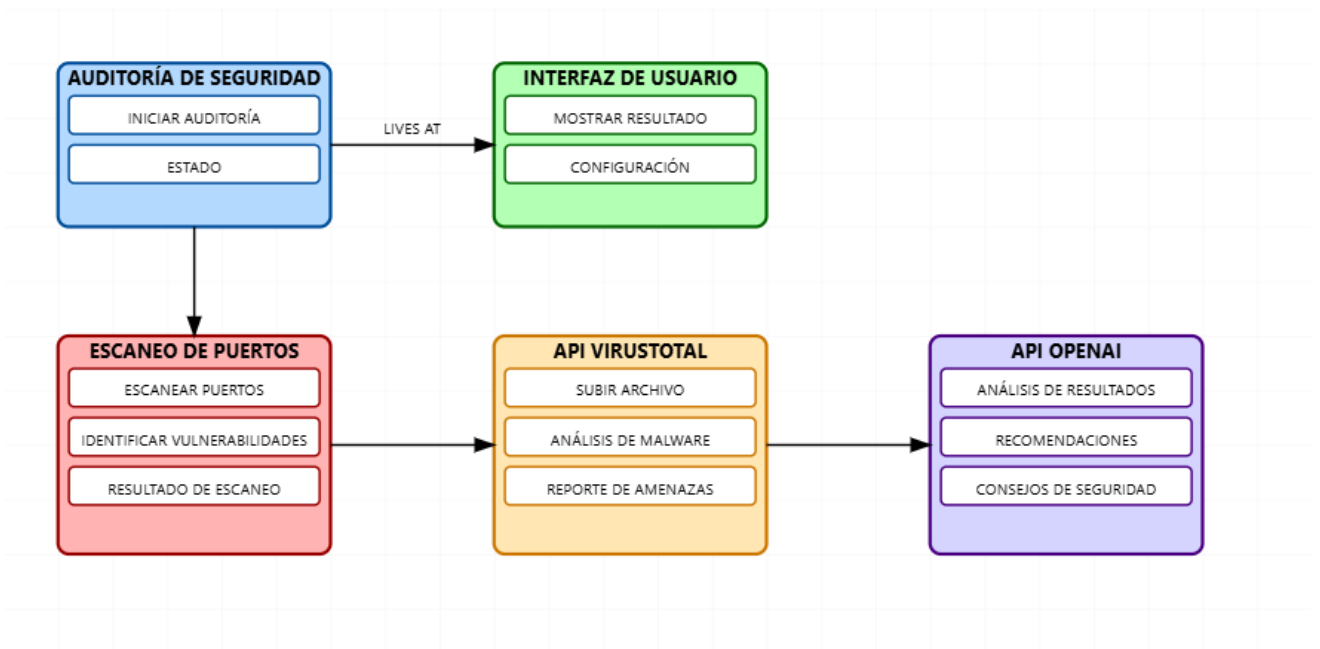 AUDITORÍA DE SEGURIDAD
INICIAR AUDITORÍA
ESTADO
LIVES AT
INTERFAZ DE USUARIO
MOSTRAR RESULTADO
CONFIGURACIÓN
ESCANEO DE PUERTOS
ESCANEAR PUERTOS
IDENTIFICAR VULNERABILIDADES
RESULTADO DE ESCANEO
API VIRUSTOTAL
SUBIR ARCHIVO
ANÁLISIS DE MALWARE
REPORTE DE AMENAZAS
API OPENAI
ANÁLISIS DE RESULTADOS
RECOMENDACIONES
CONSEJOS DE SEGURIDAD